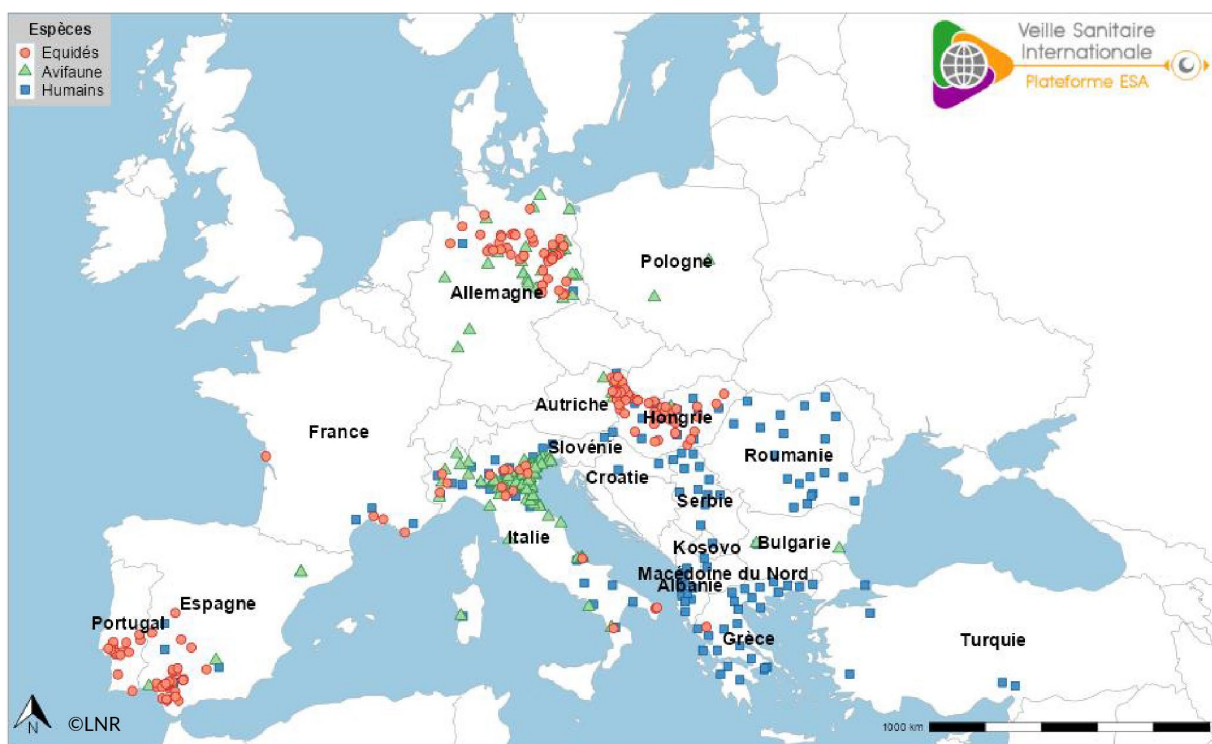 Espèces
Equidés
Avifaune
Humains
Veille Sanitaire
Internationale
Plateforme ESA
Pologne
Allemagne
Autriche
Hongrie
France
Slovénie
Roumanie
Croatie
Serbie
Italie
Kosovo
Bulgarie
Macédoine du Nord
Albanie
Espagne
Portugal
Grèce
Turquie
N
©LNR
1000 km